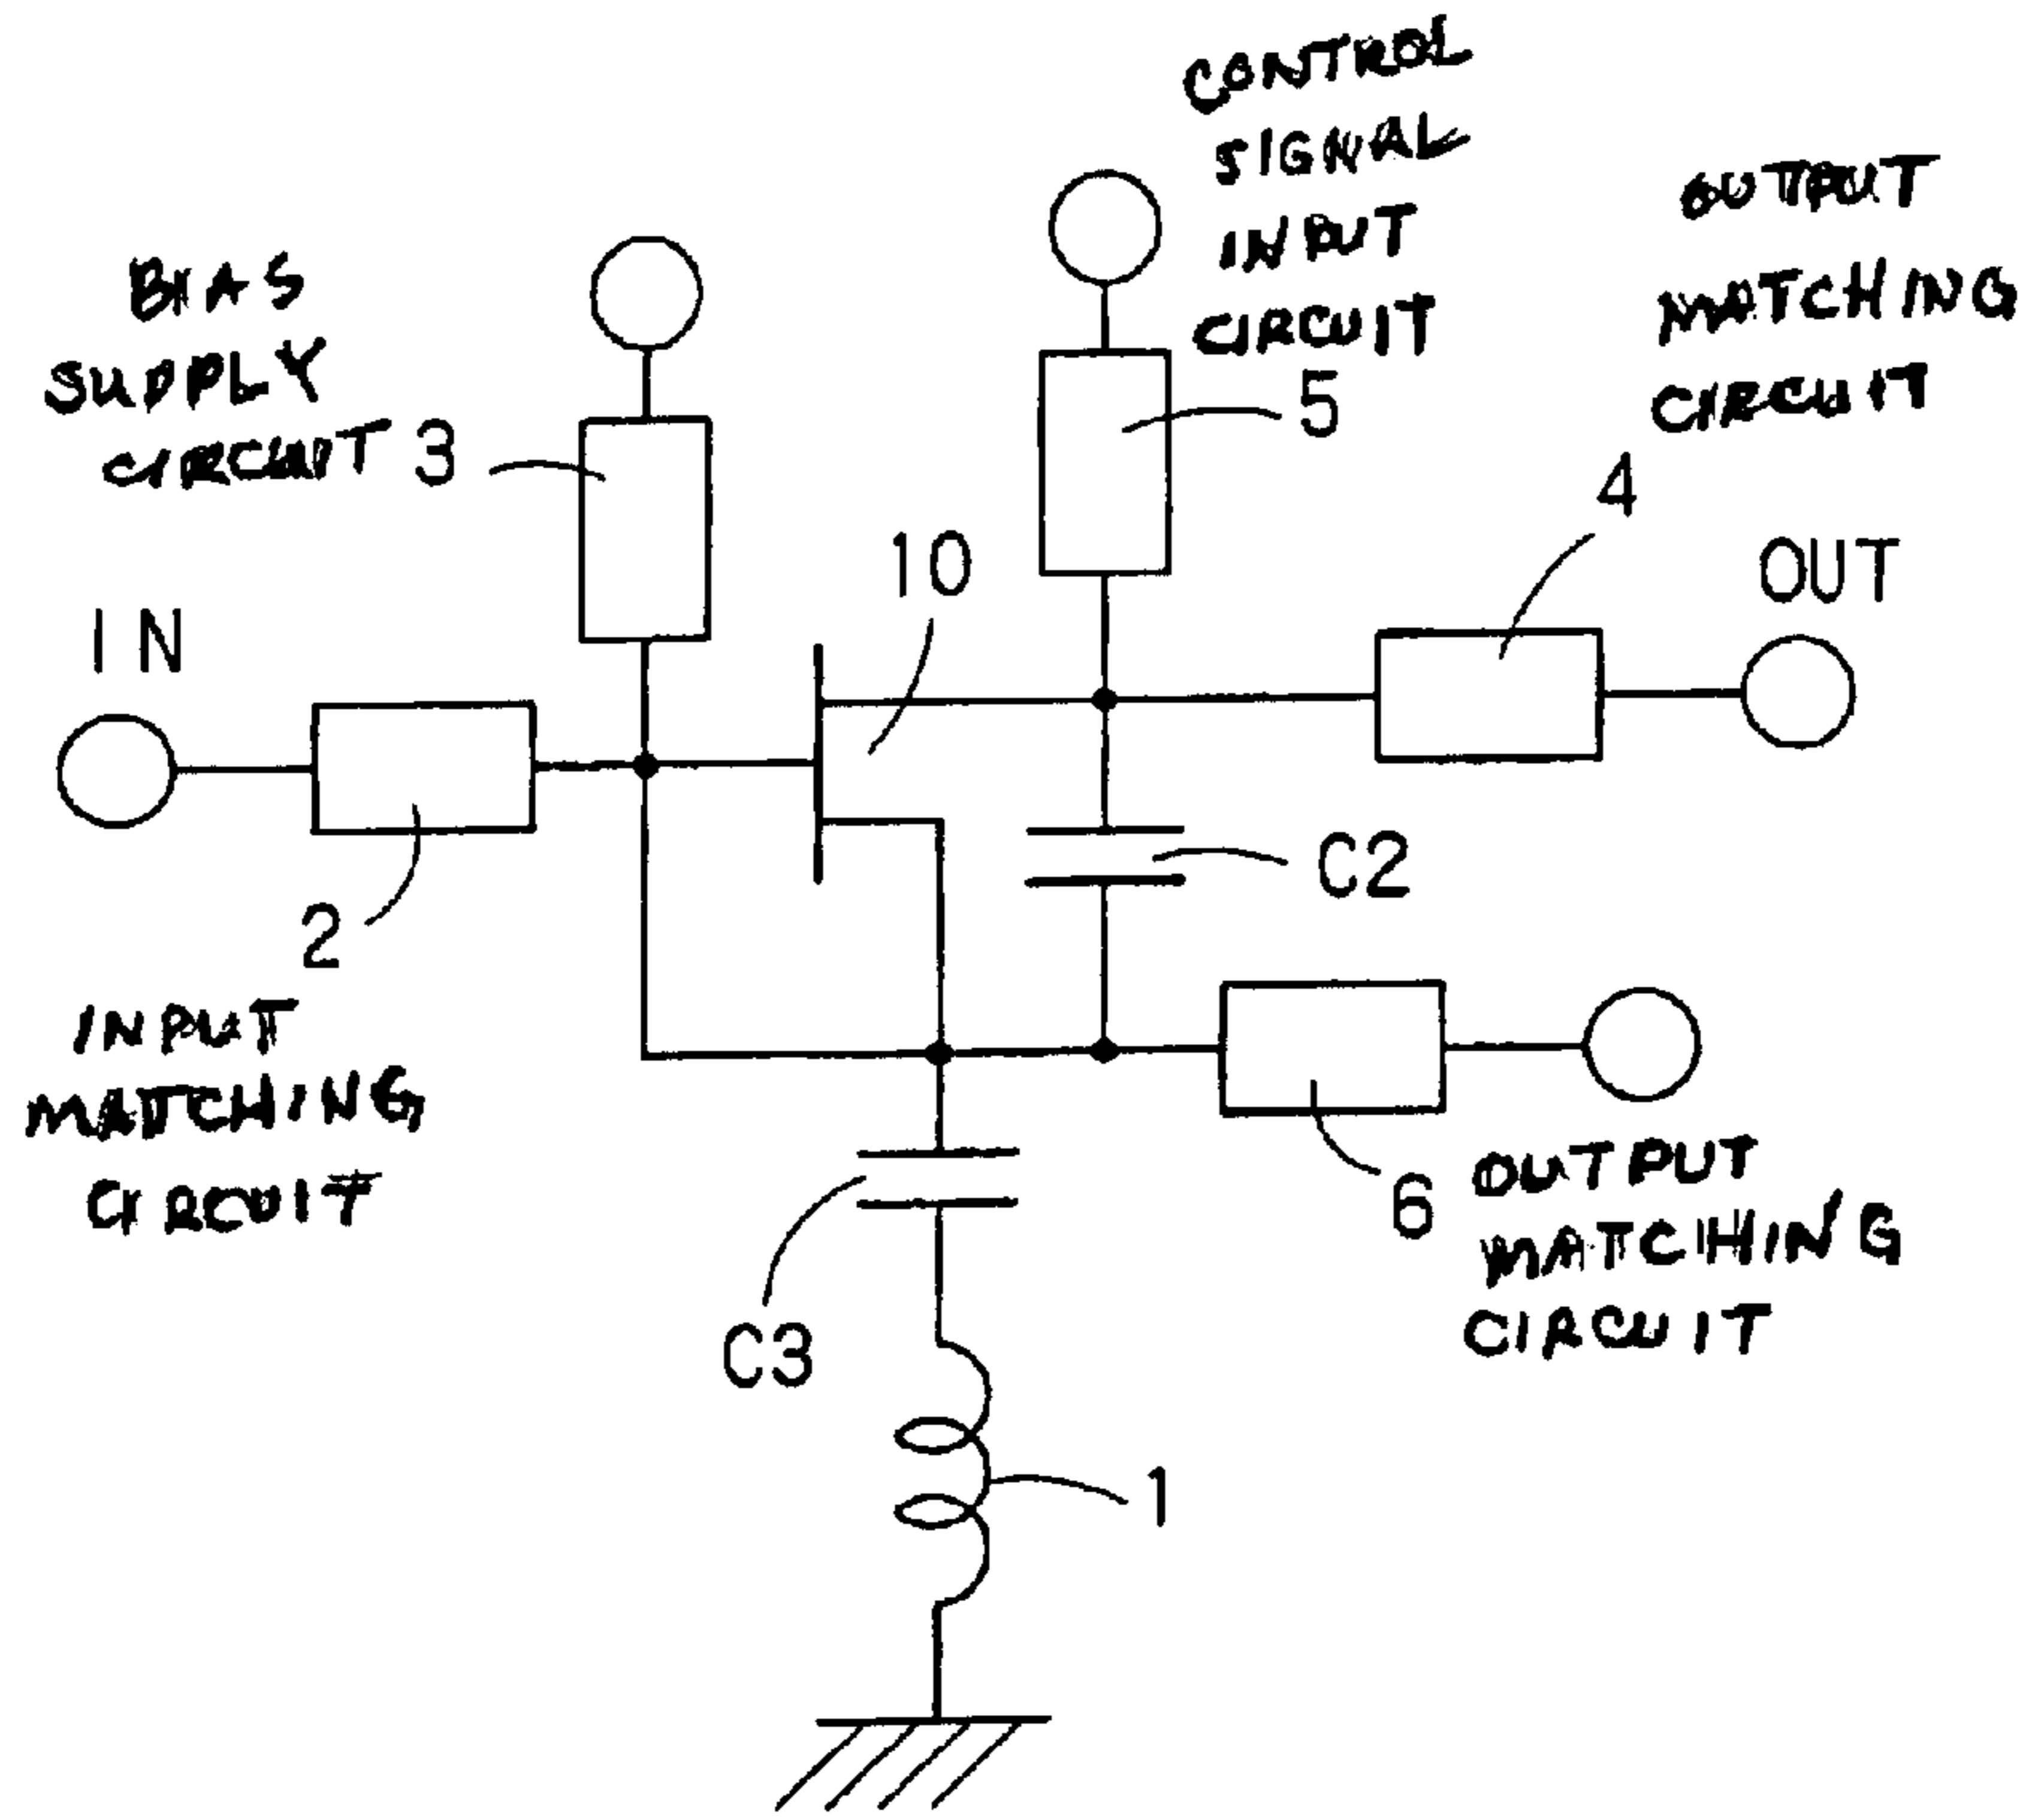 CONTROL
SIGNAL
INPUT
CIRCUIT
5
OUTPUT
MATCHING
CIRCUIT
4
BIAS
SUPPLY
CIRCUIT 3
10
OUT
IN
C2
2
INPUT
MATCHING
CIRCUIT
6 OUTPUT
MATCHING
CIRCUIT
C3
1